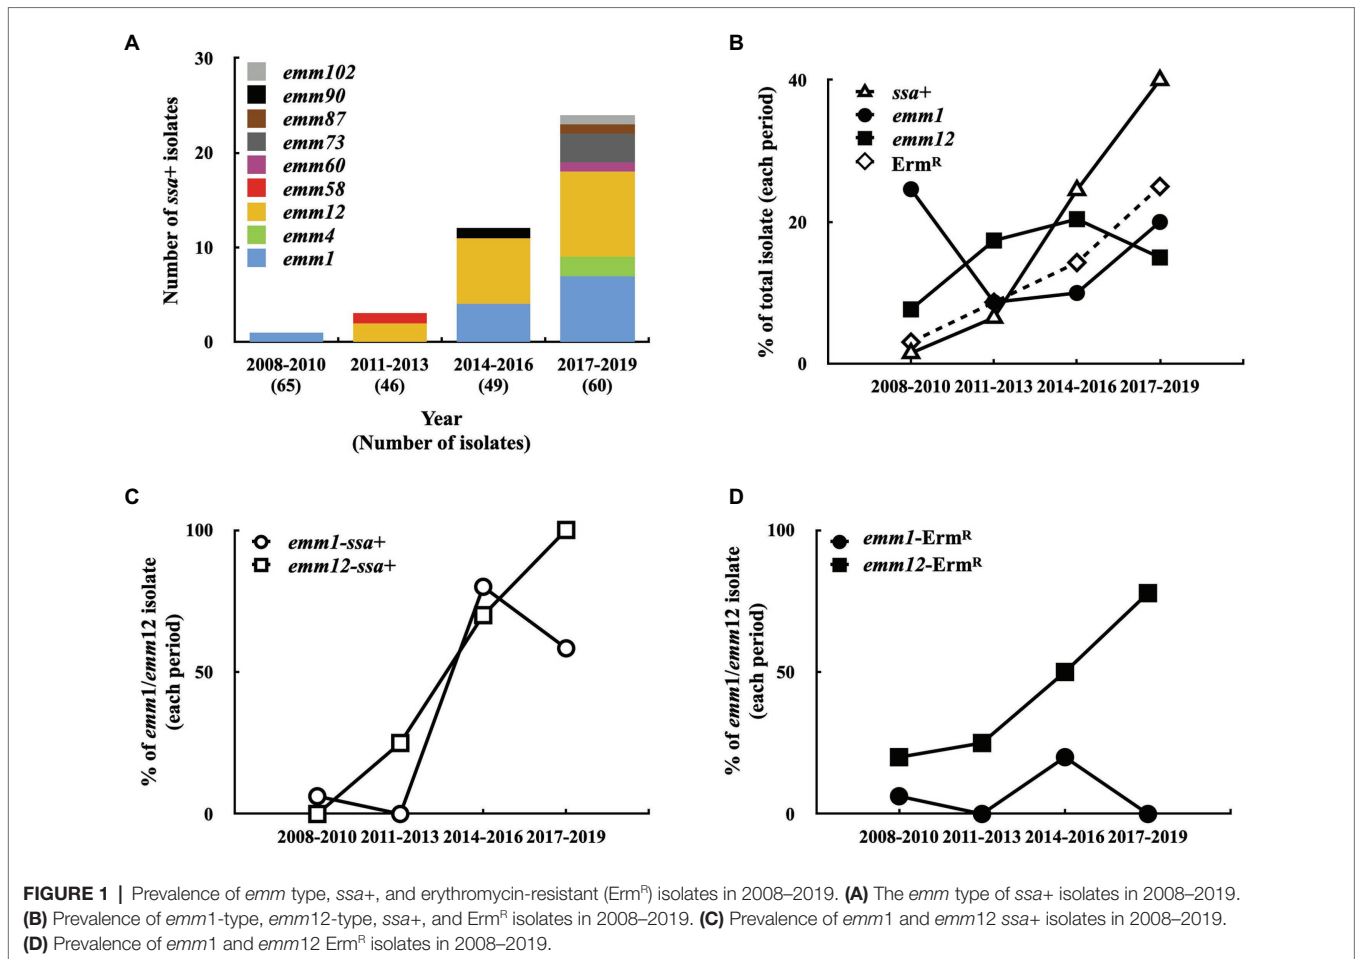 A
Number of ssa+ isolates
30
20
10
0
emm102
emm90
emm87
emm73
emm60
emm58
emm12
emm4
emm1
2008-2010 2011-2013 2014-2016 2017-2019
(65) (46) (49) (60)
Year
(Number of isolates)
B
% of total isolate (each period)
40
20
0
ssa+
emm1
emm12
Ermᴿ
2008-2010 2011-2013 2014-2016 2017-2019
C
% of emm1/emm12 isolate
(each period)
100
50
0
emm1-ssa+
emm12-ssa+
2008-2010 2011-2013 2014-2016 2017-2019
D
% of emm1/emm12 isolate
(each period)
100
50
0
emm1-Ermᴿ
emm12-Ermᴿ
2008-2010 2011-2013 2014-2016 2017-2019
FIGURE 1 | Prevalence of emm type, ssa+, and erythromycin-resistant (Ermᴿ) isolates in 2008–2019. (A) The emm type of ssa+ isolates in 2008–2019.
(B) Prevalence of emm1-type, emm12-type, ssa+, and Ermᴿ isolates in 2008–2019. (C) Prevalence of emm1 and emm12 ssa+ isolates in 2008–2019.
(D) Prevalence of emm1 and emm12 Ermᴿ isolates in 2008–2019.